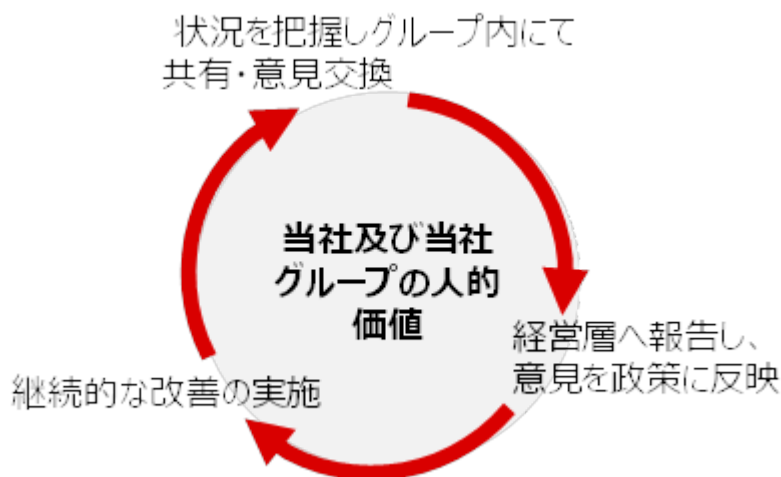 状況を把握しグループ内にて
共有・意見交換
当社及び当社
グループの人的
価値
経営層へ報告し、
意見を政策に反映
継続的な改善の実施